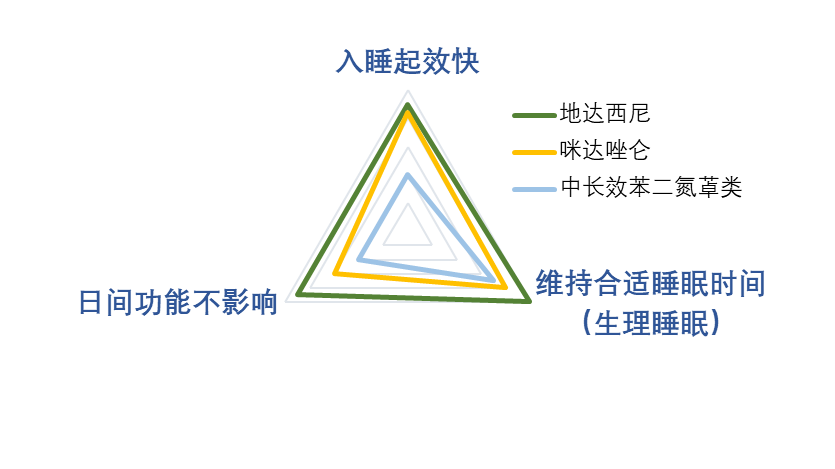 入睡起效快
地达西尼
咪达唑仑
中长效苯二氮䓬类
维持合适睡眠时间
(生理睡眠)
日间功能不影响